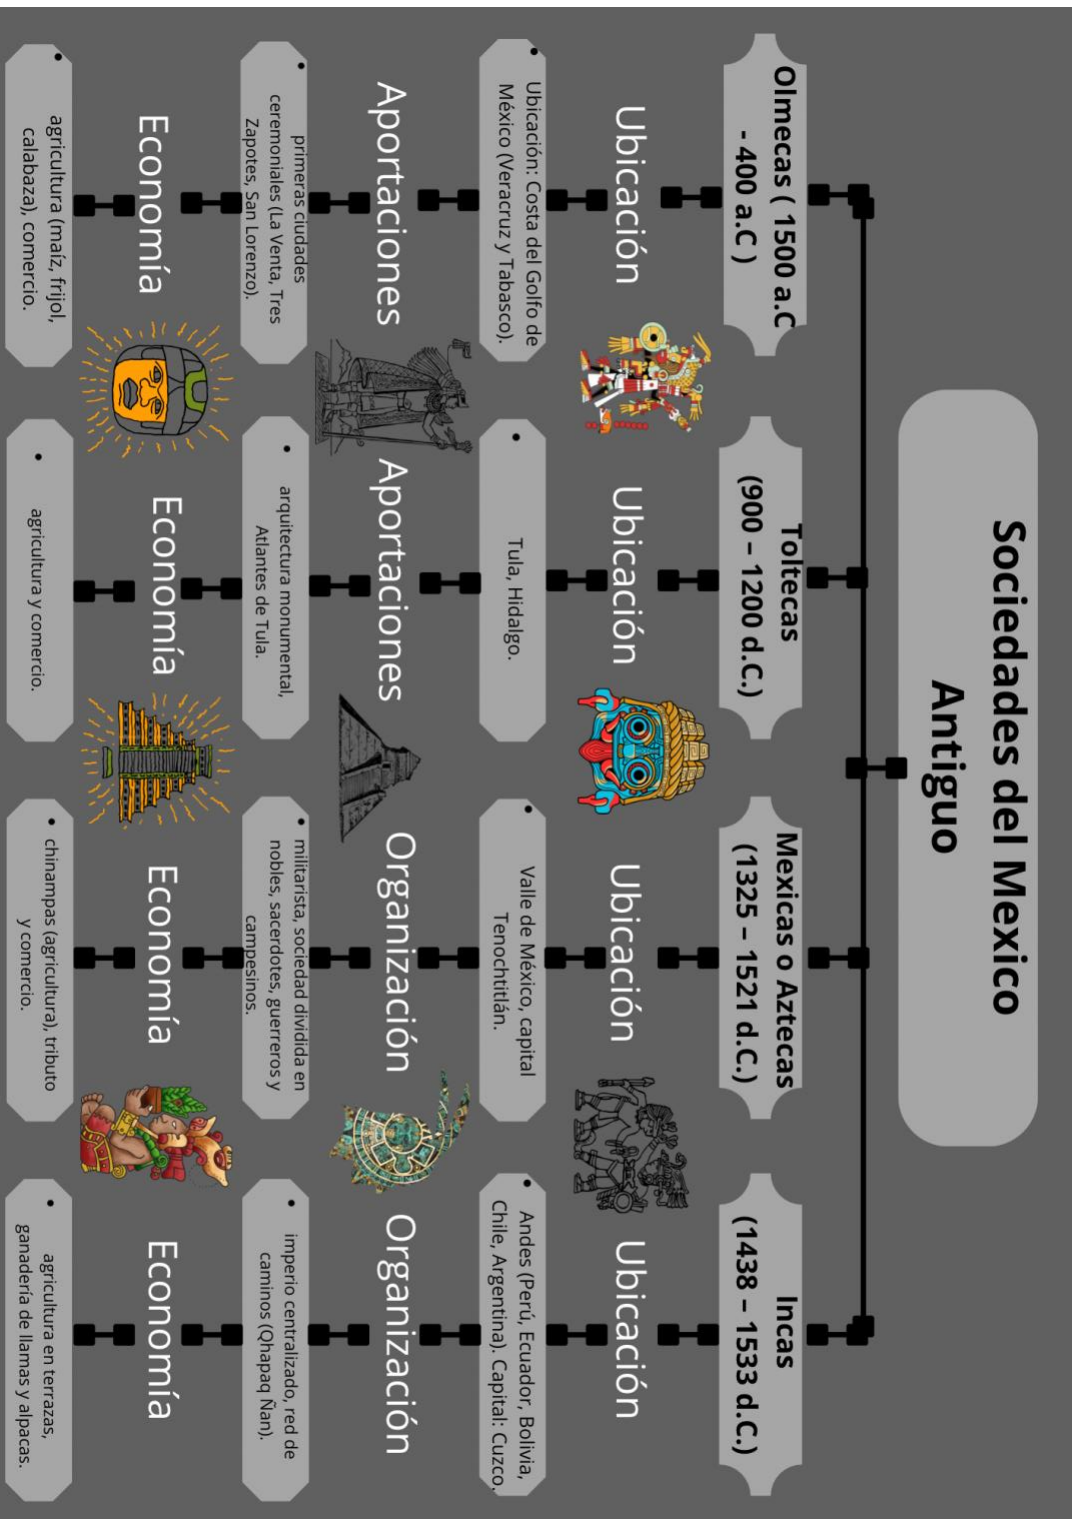 Sociedades del Mexico
Antiguo
Olmecas ( 1500 a.C
- 400 a.C )
Ubicación
• Ubicación: Costa del Golfo de
México (Veracruz y Tabasco).
Aportaciones
• primeras ciudades
ceremoniales (La Venta, Tres
Zapotes, San Lorenzo).
Economía
• agricultura (maíz, frijol,
calabaza), comercio.
Toltecas
(900 – 1200 d.C.)
Ubicación
• Tula, Hidalgo.
Aportaciones
• arquitectura monumental,
Atlantes de Tula.
Economía
• agricultura y comercio.
Mexicas o Aztecas
(1325 – 1521 d.C.)
Ubicación
• Valle de México, capital
Tenochtitlán.
Organización
• militarista, sociedad dividida en
nobles, sacerdotes, guerreros y
campesinos.
Economía
• chinampas (agricultura), tributo
y comercio.
Incas
(1438 – 1533 d.C.)
Ubicación
• Andes (Perú, Ecuador, Bolivia,
Chile, Argentina). Capital: Cuzco.
Organización
• imperio centralizado, red de
caminos (Qhapaq Ñan).
Economía
• agricultura en terrazas,
ganadería de llamas y alpacas.